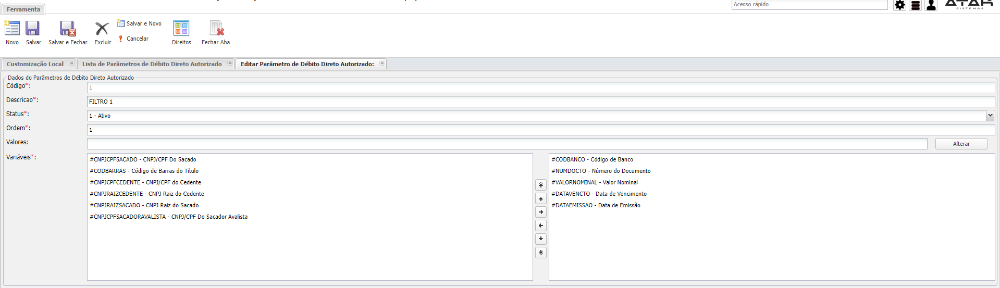 Ferramenta
Acesso rápido
ATAR
SISTEMAS
Novo
Salvar
Salvar e Fechar
Excluir
Salvar e Novo
Cancelar
Direitos
Fechar Aba
Customização Local
Lista de Parâmetros de Débito Direto Autorizado
Editar Parâmetro de Débito Direto Autorizado:
Dados do Parâmetros de Débito Direto Autorizado
Código*: 1
Descricao*: FILTRO 1
Status*: 1 - Ativo
Ordem*: 1
Valores:
Alterar
Variáveis*:
#CNPJCPFSACADO - CNPJ/CPF Do Sacado
#CODBARRAS - Código de Barras do Título
#CNPJCPFCEDENTE - CNPJ/CPF do Cedente
#CNPJRAIZCEDENTE - CNPJ Raiz do Cedente
#CNPJRAIZSACADO - CNPJ Raiz do Sacado
#CNPJCPFSACADORAVALISTA - CNPJ/CPF Do Sacador Avalista
#CODBANCO - Código de Banco
#NUMDOCTO - Número do Documento
#VALORNOMINAL - Valor Nominal
#DATAVENCTO - Data de Vencimento
#DATAEMISSAO - Data de Emissão